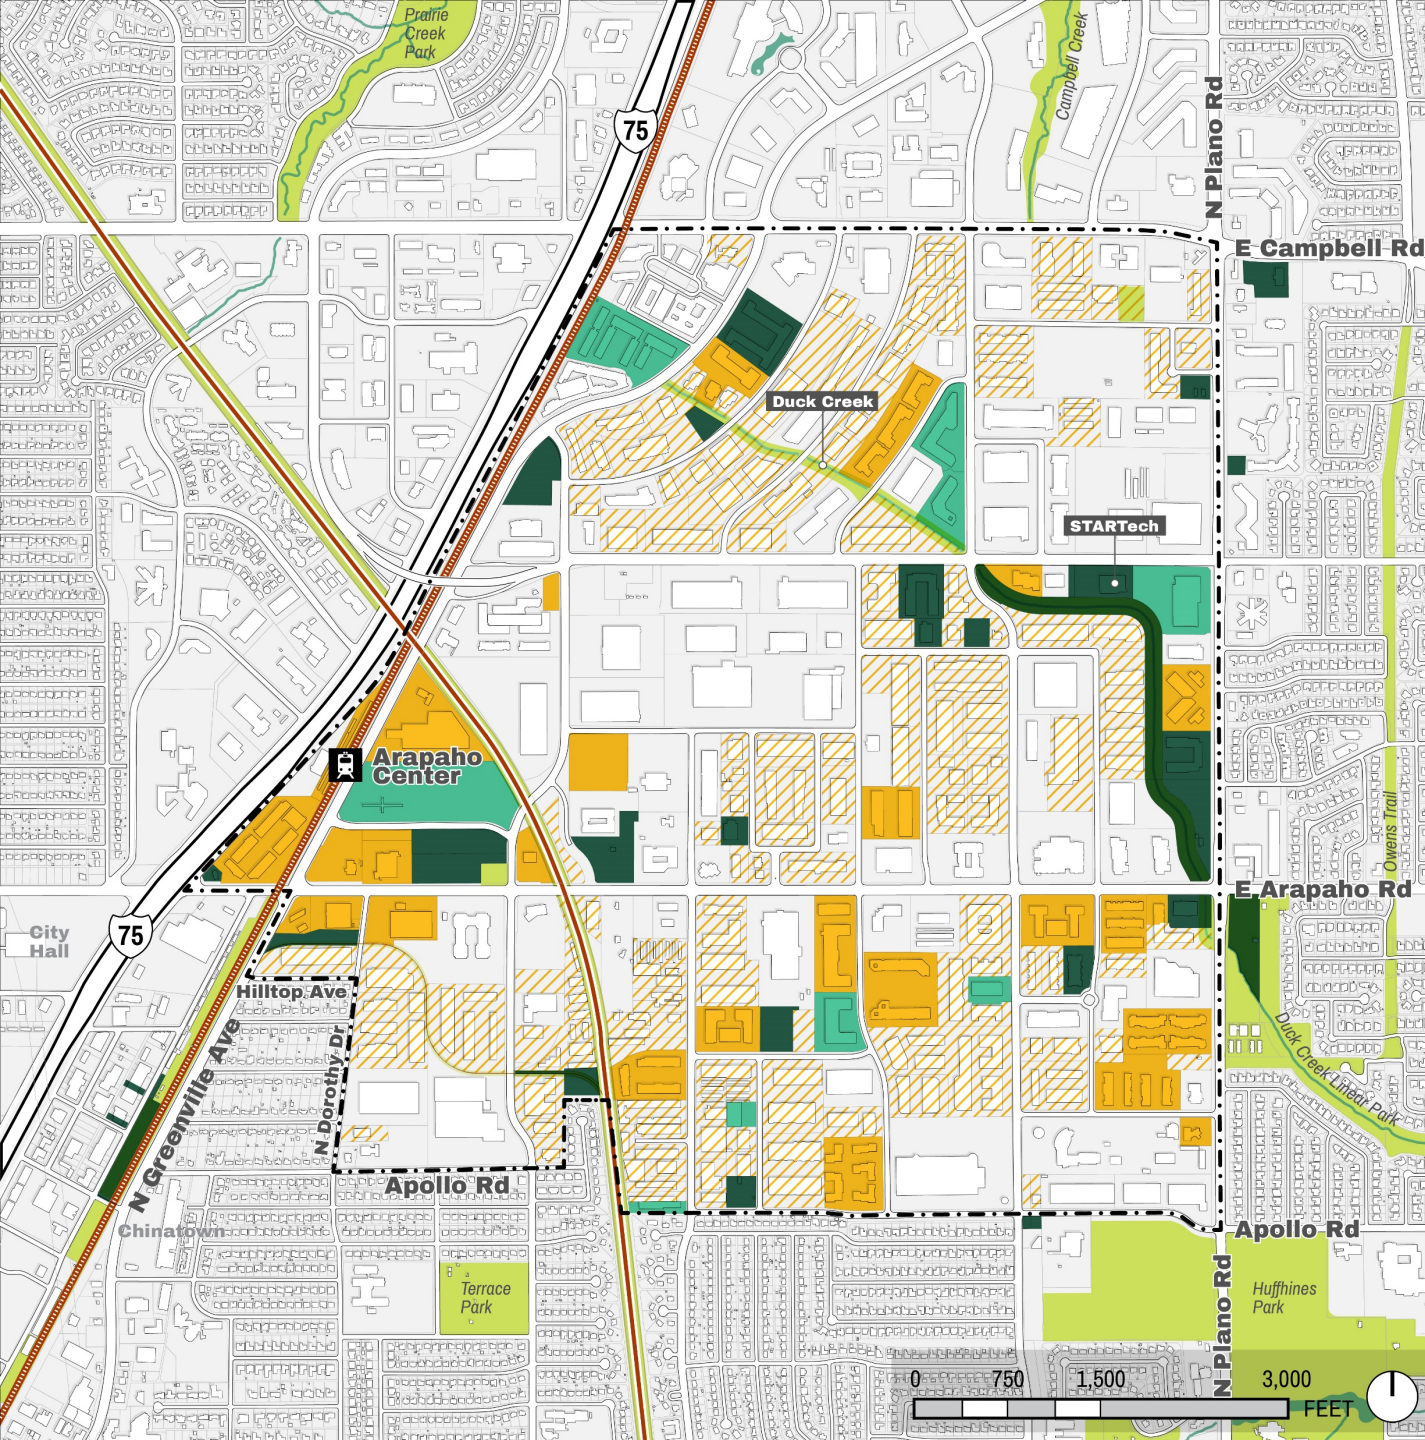 Prairie
Creek
Park
Campbell Creek
75
N Plano Rd
E Campbell Rd
Duck Creek
STARTech
Arapaho
Center
Owens Trail
E Arapaho Rd
City
Hall
75
Hilltop Ave
N Greenville Ave
N Dorothy Dr
Duck Creek Linear Park
Apollo Rd
Chinatown
Apollo Rd
Terrace
Park
N Plano Rd
Huffhines
Park
0 750 1,500 3,000
FEET